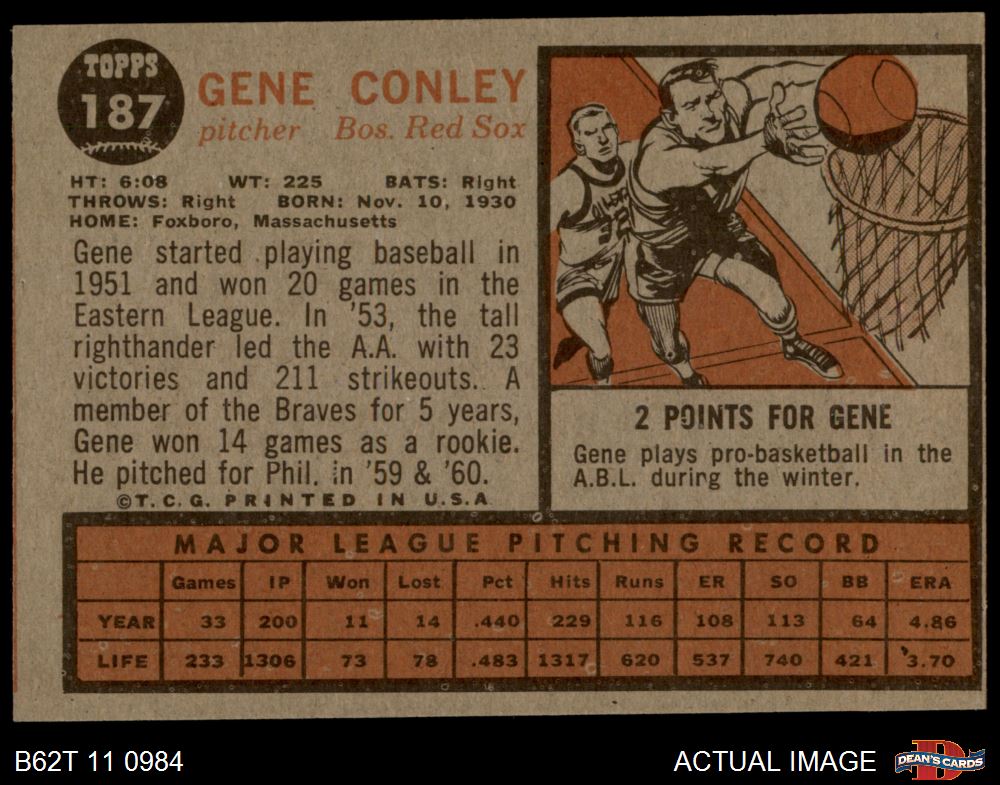 TOPPS
187
GENE CONLEY
pitcher Bos. Red Sox
HT: 6:08 WT: 225 BATS: Right
THROWS: Right BORN: Nov. 10, 1930
HOME: Foxboro, Massachusetts
Gene started playing baseball in
1951 and won 20 games in the
Eastern League. In '53, the tall
righthander led the A.A. with 23
victories and 211 strikeouts. A
member of the Braves for 5 years,
Gene won 14 games as a rookie.
He pitched for Phil. in '59 & '60.
©T.C.G. PRINTED IN U.S.A.
2 POINTS FOR GENE
Gene plays pro-basketball in the
A.B.L. during the winter.
MAJOR LEAGUE PITCHING RECORD
Games IP Won Lost Pct Hits Runs ER SO BB ERA
YEAR 33 200 11 14 .440 229 116 108 113 64 4.86
LIFE 233 1306 73 78 .483 1317 620 537 740 421 3.70
B62T 11 0984 ACTUAL IMAGE DEAN'S CARDS